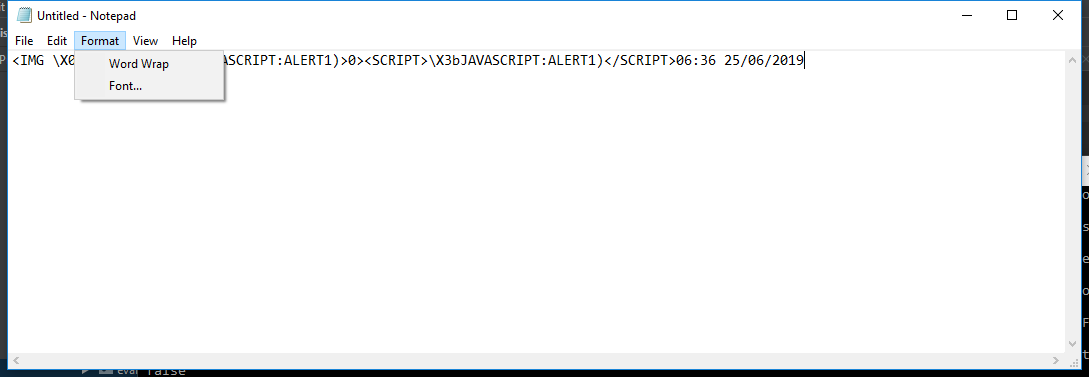 Untitled - Notepad
File Edit Format View Help
<IMG \X0 ASCRIPT:ALERT1)>0><SCRIPT>\X3bJAVASCRIPT:ALERT1)</SCRIPT>06:36 25/06/2019
Word Wrap
Font...
eval false